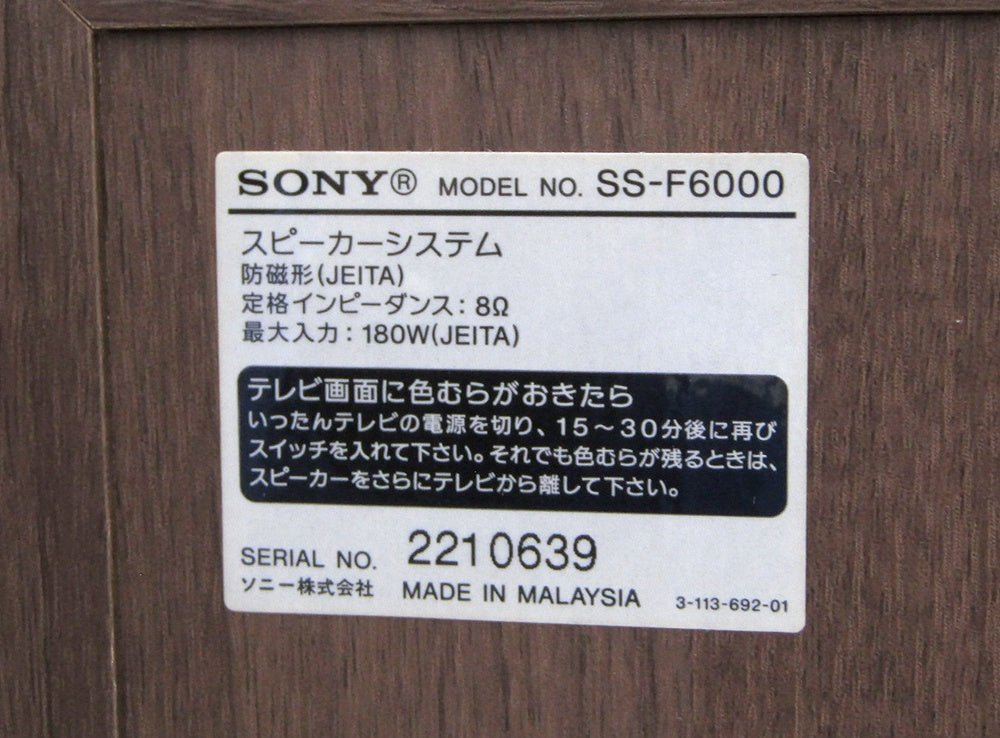 SONY® MODEL NO. SS-F6000
スピーカーシステム
防磁形(JEITA)
定格インピーダンス：8Ω
最大入力：180W(JEITA)
テレビ画面に色むらがおきたら
いったんテレビの電源を切り、15～30分後に再び
スイッチを入れて下さい。それでも色むらが残るときは、
スピーカーをさらにテレビから離して下さい。
SERIAL NO. 2210639
ソニー株式会社 MADE IN MALAYSIA 3-113-692-01